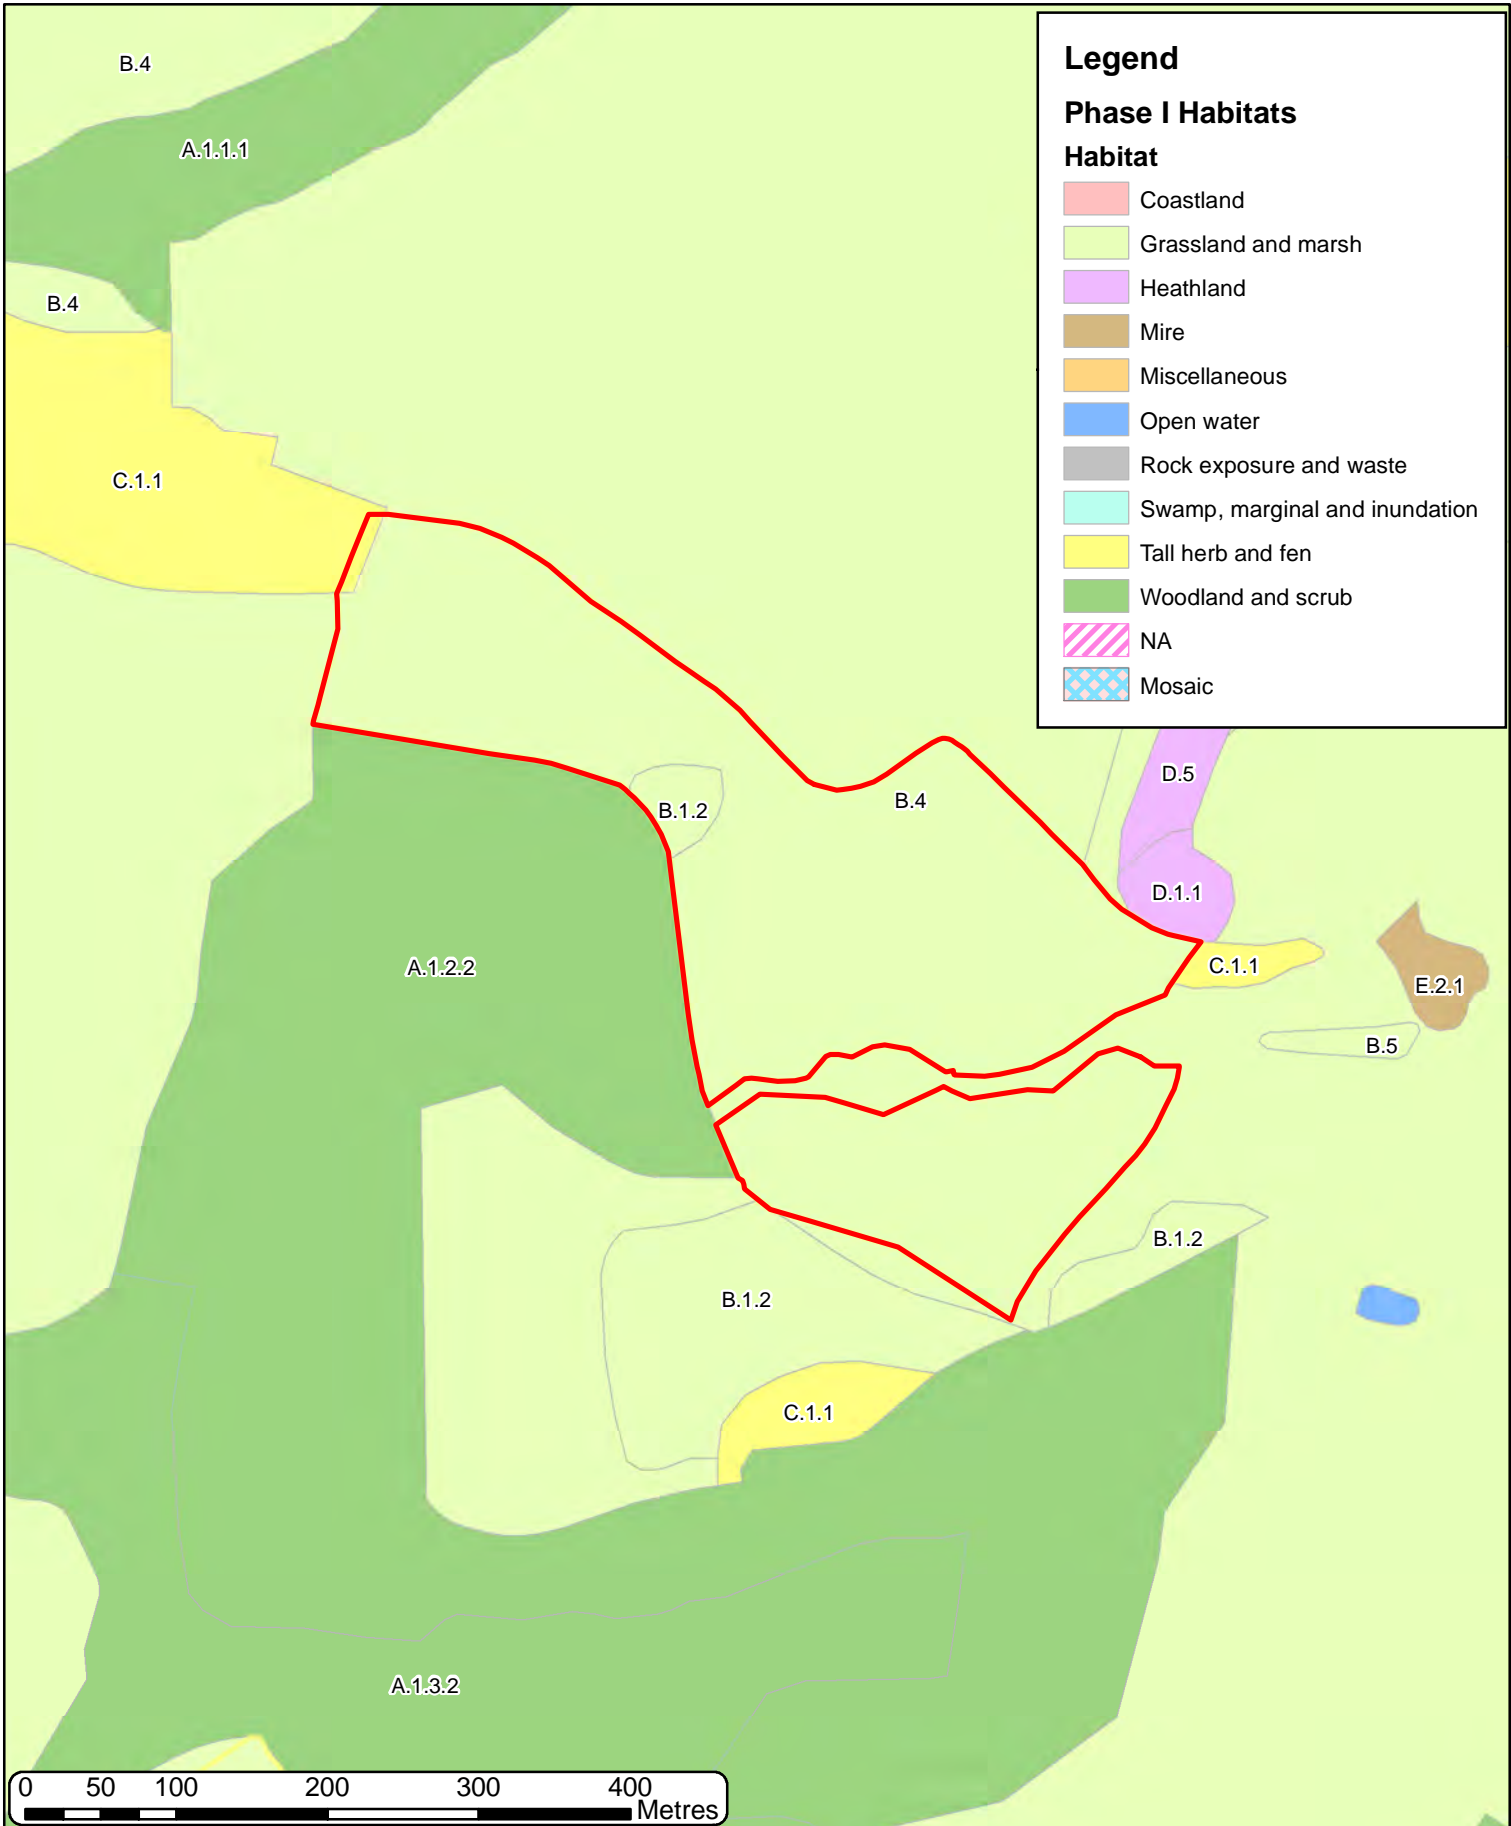 Legend
Phase I Habitats
Habitat
Coastland
Grassland and marsh
Heathland
Mire
Miscellaneous
Open water
Rock exposure and waste
Swamp, marginal and inundation
Tall herb and fen
Woodland and scrub
NA
Mosaic
B.4
A.1.1.1
B.4
C.1.1
D.5
B.1.2
B.4
D.1.1
A.1.2.2
C.1.1
E.2.1
B.5
B.1.2
B.1.2
C.1.1
A.1.3.2
0 50 100 200 300 400
Metres